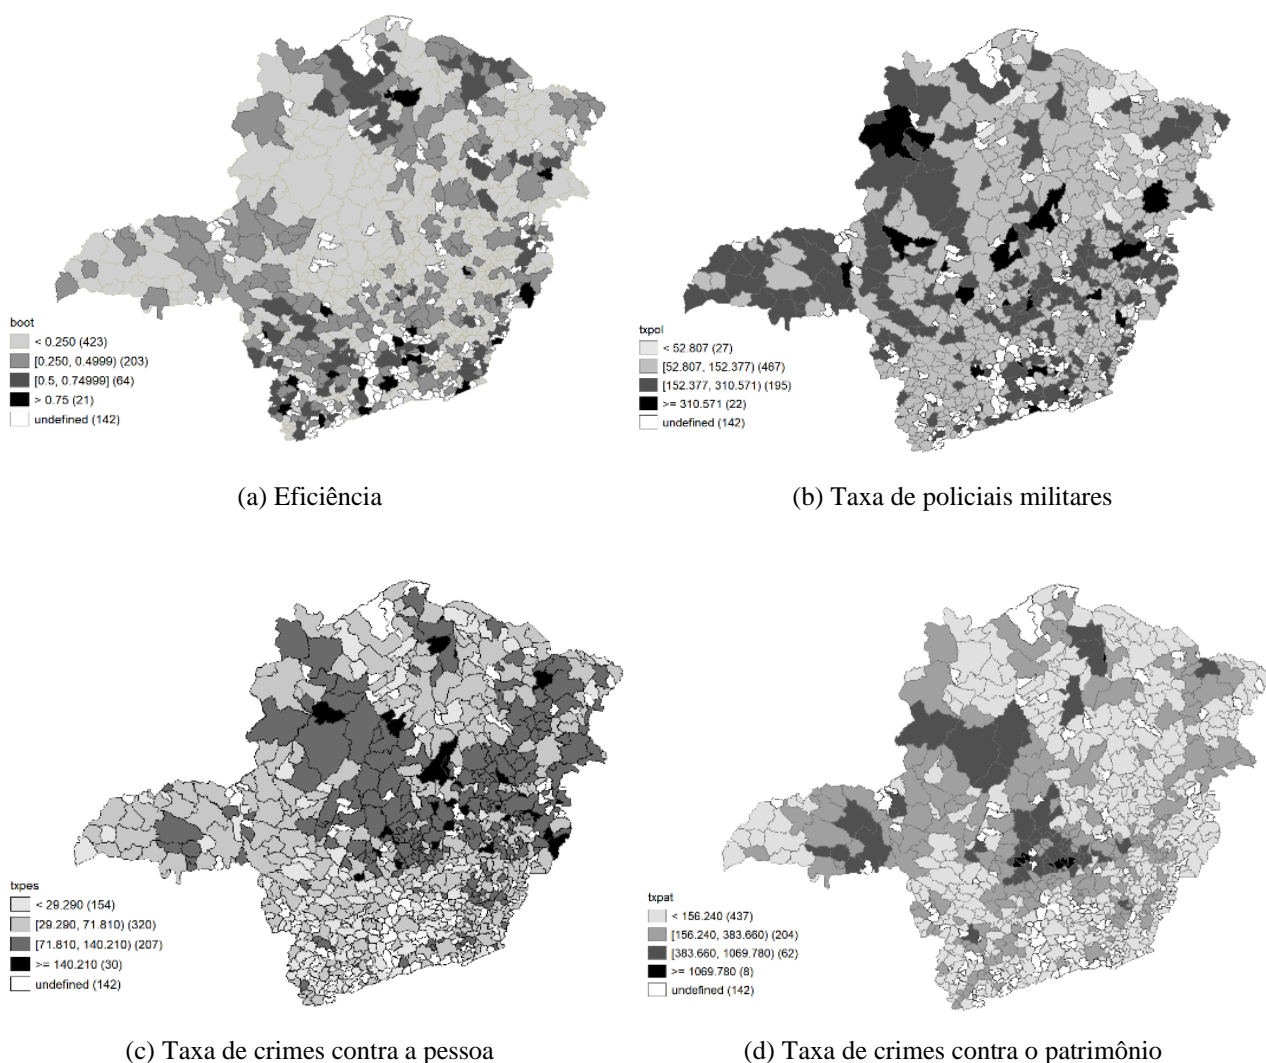 boot
< 0.250 (423)
[0.250, 0.4999) (203)
[0.5, 0.74999] (64)
> 0.75 (21)
undefined (142)
(a) Eficiência
txpol
< 52.807 (27)
[52.807, 152.377) (467)
[152.377, 310.571) (195)
>= 310.571 (22)
undefined (142)
(b) Taxa de policiais militares
txpes
< 29.290 (154)
[29.290, 71.810) (320)
[71.810, 140.210) (207)
>= 140.210 (30)
undefined (142)
(c) Taxa de crimes contra a pessoa
txpat
< 156.240 (437)
[156.240, 383.660) (204)
[383.660, 1069.780) (62)
>= 1069.780 (8)
undefined (142)
(d) Taxa de crimes contra o patrimônio